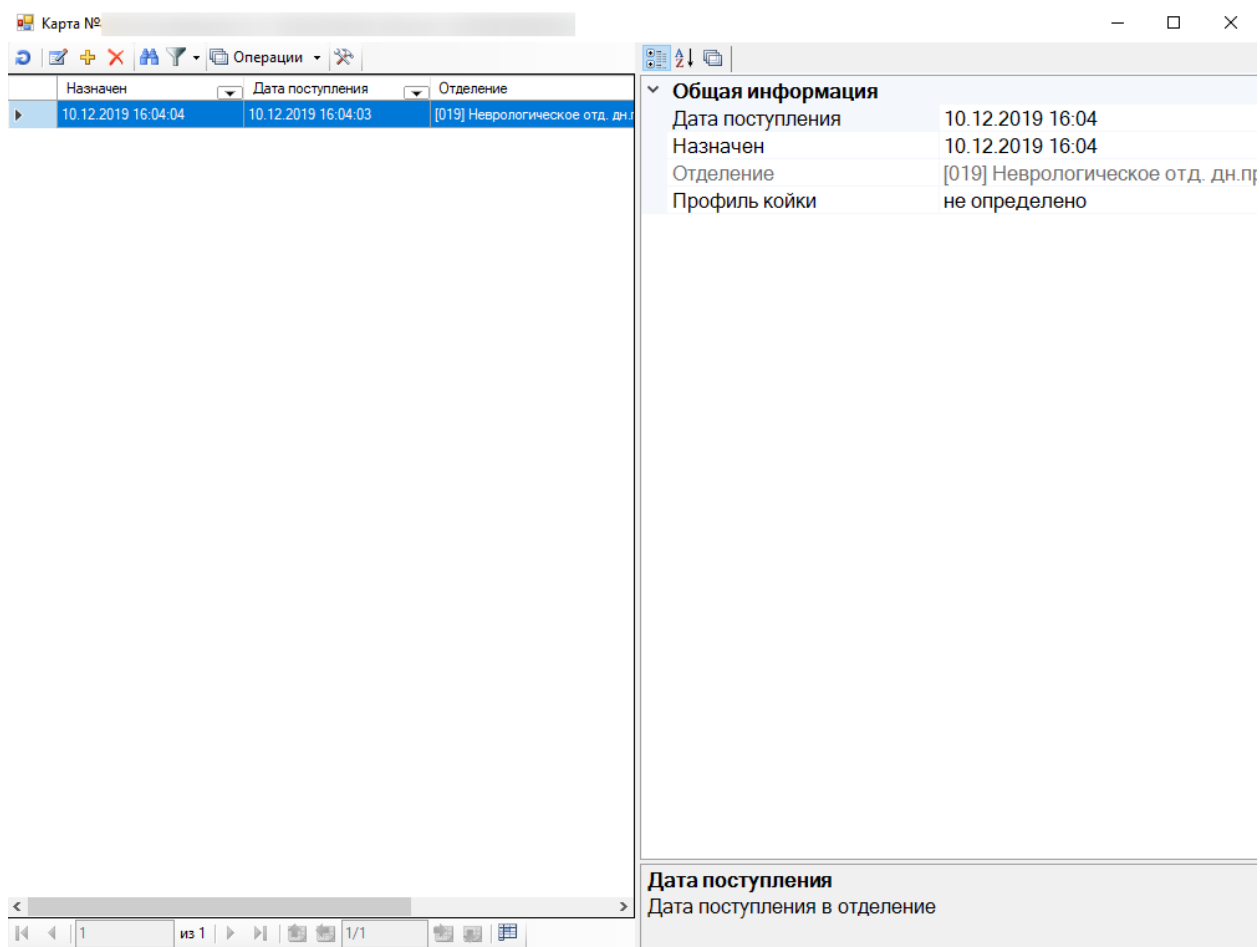 Карта №
Операции
Назначен Дата поступления Отделение
10.12.2019 16:04:04 10.12.2019 16:04:03 [019] Неврологическое отд. дн.
1 из 1 1/1
Общая информация
Дата поступления 10.12.2019 16:04
Назначен 10.12.2019 16:04
Отделение [019] Неврологическое отд. дн.пр
Профиль койки не определено
Дата поступления
Дата поступления в отделение